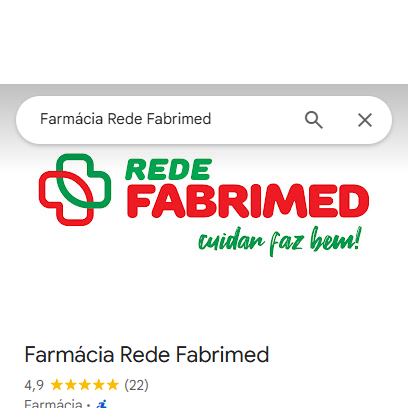 Farmácia Rede Fabrimed
REDE
FABRIMED
cuidar faz bem!
Farmácia Rede Fabrimed
4,9 ★★★★★ (22)
Farmácia ·